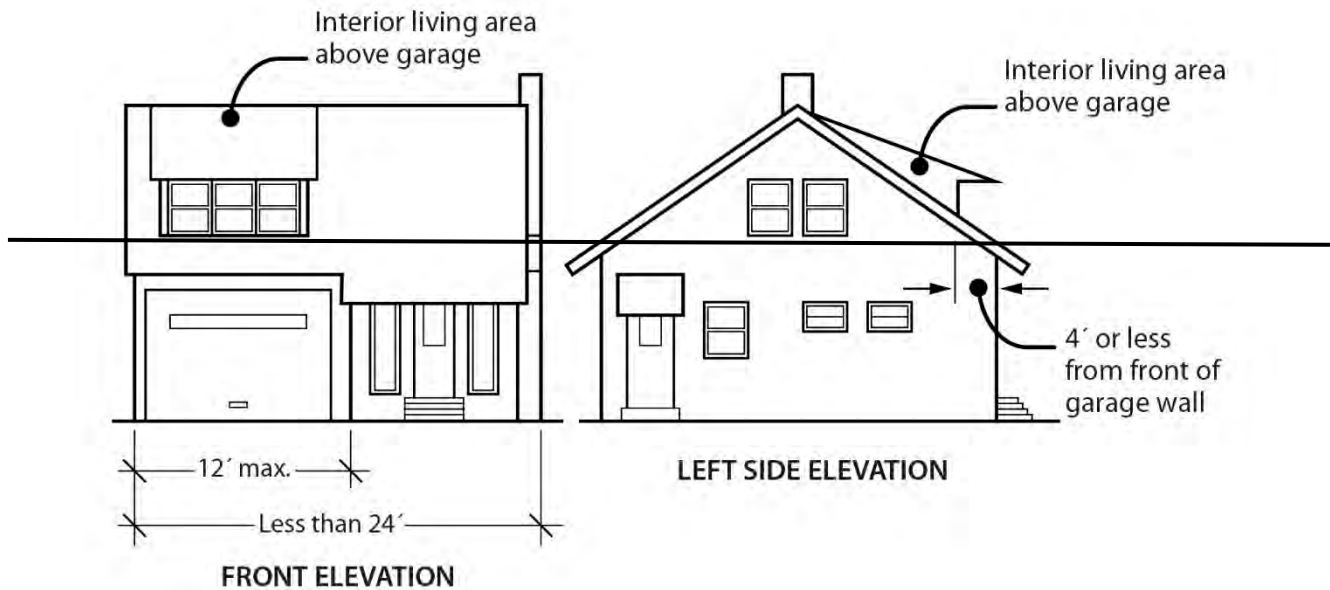 Interior living area
above garage
Interior living area
above garage
4´ or less
from front of
garage wall
12´ max.
Less than 24´
FRONT ELEVATION
LEFT SIDE ELEVATION